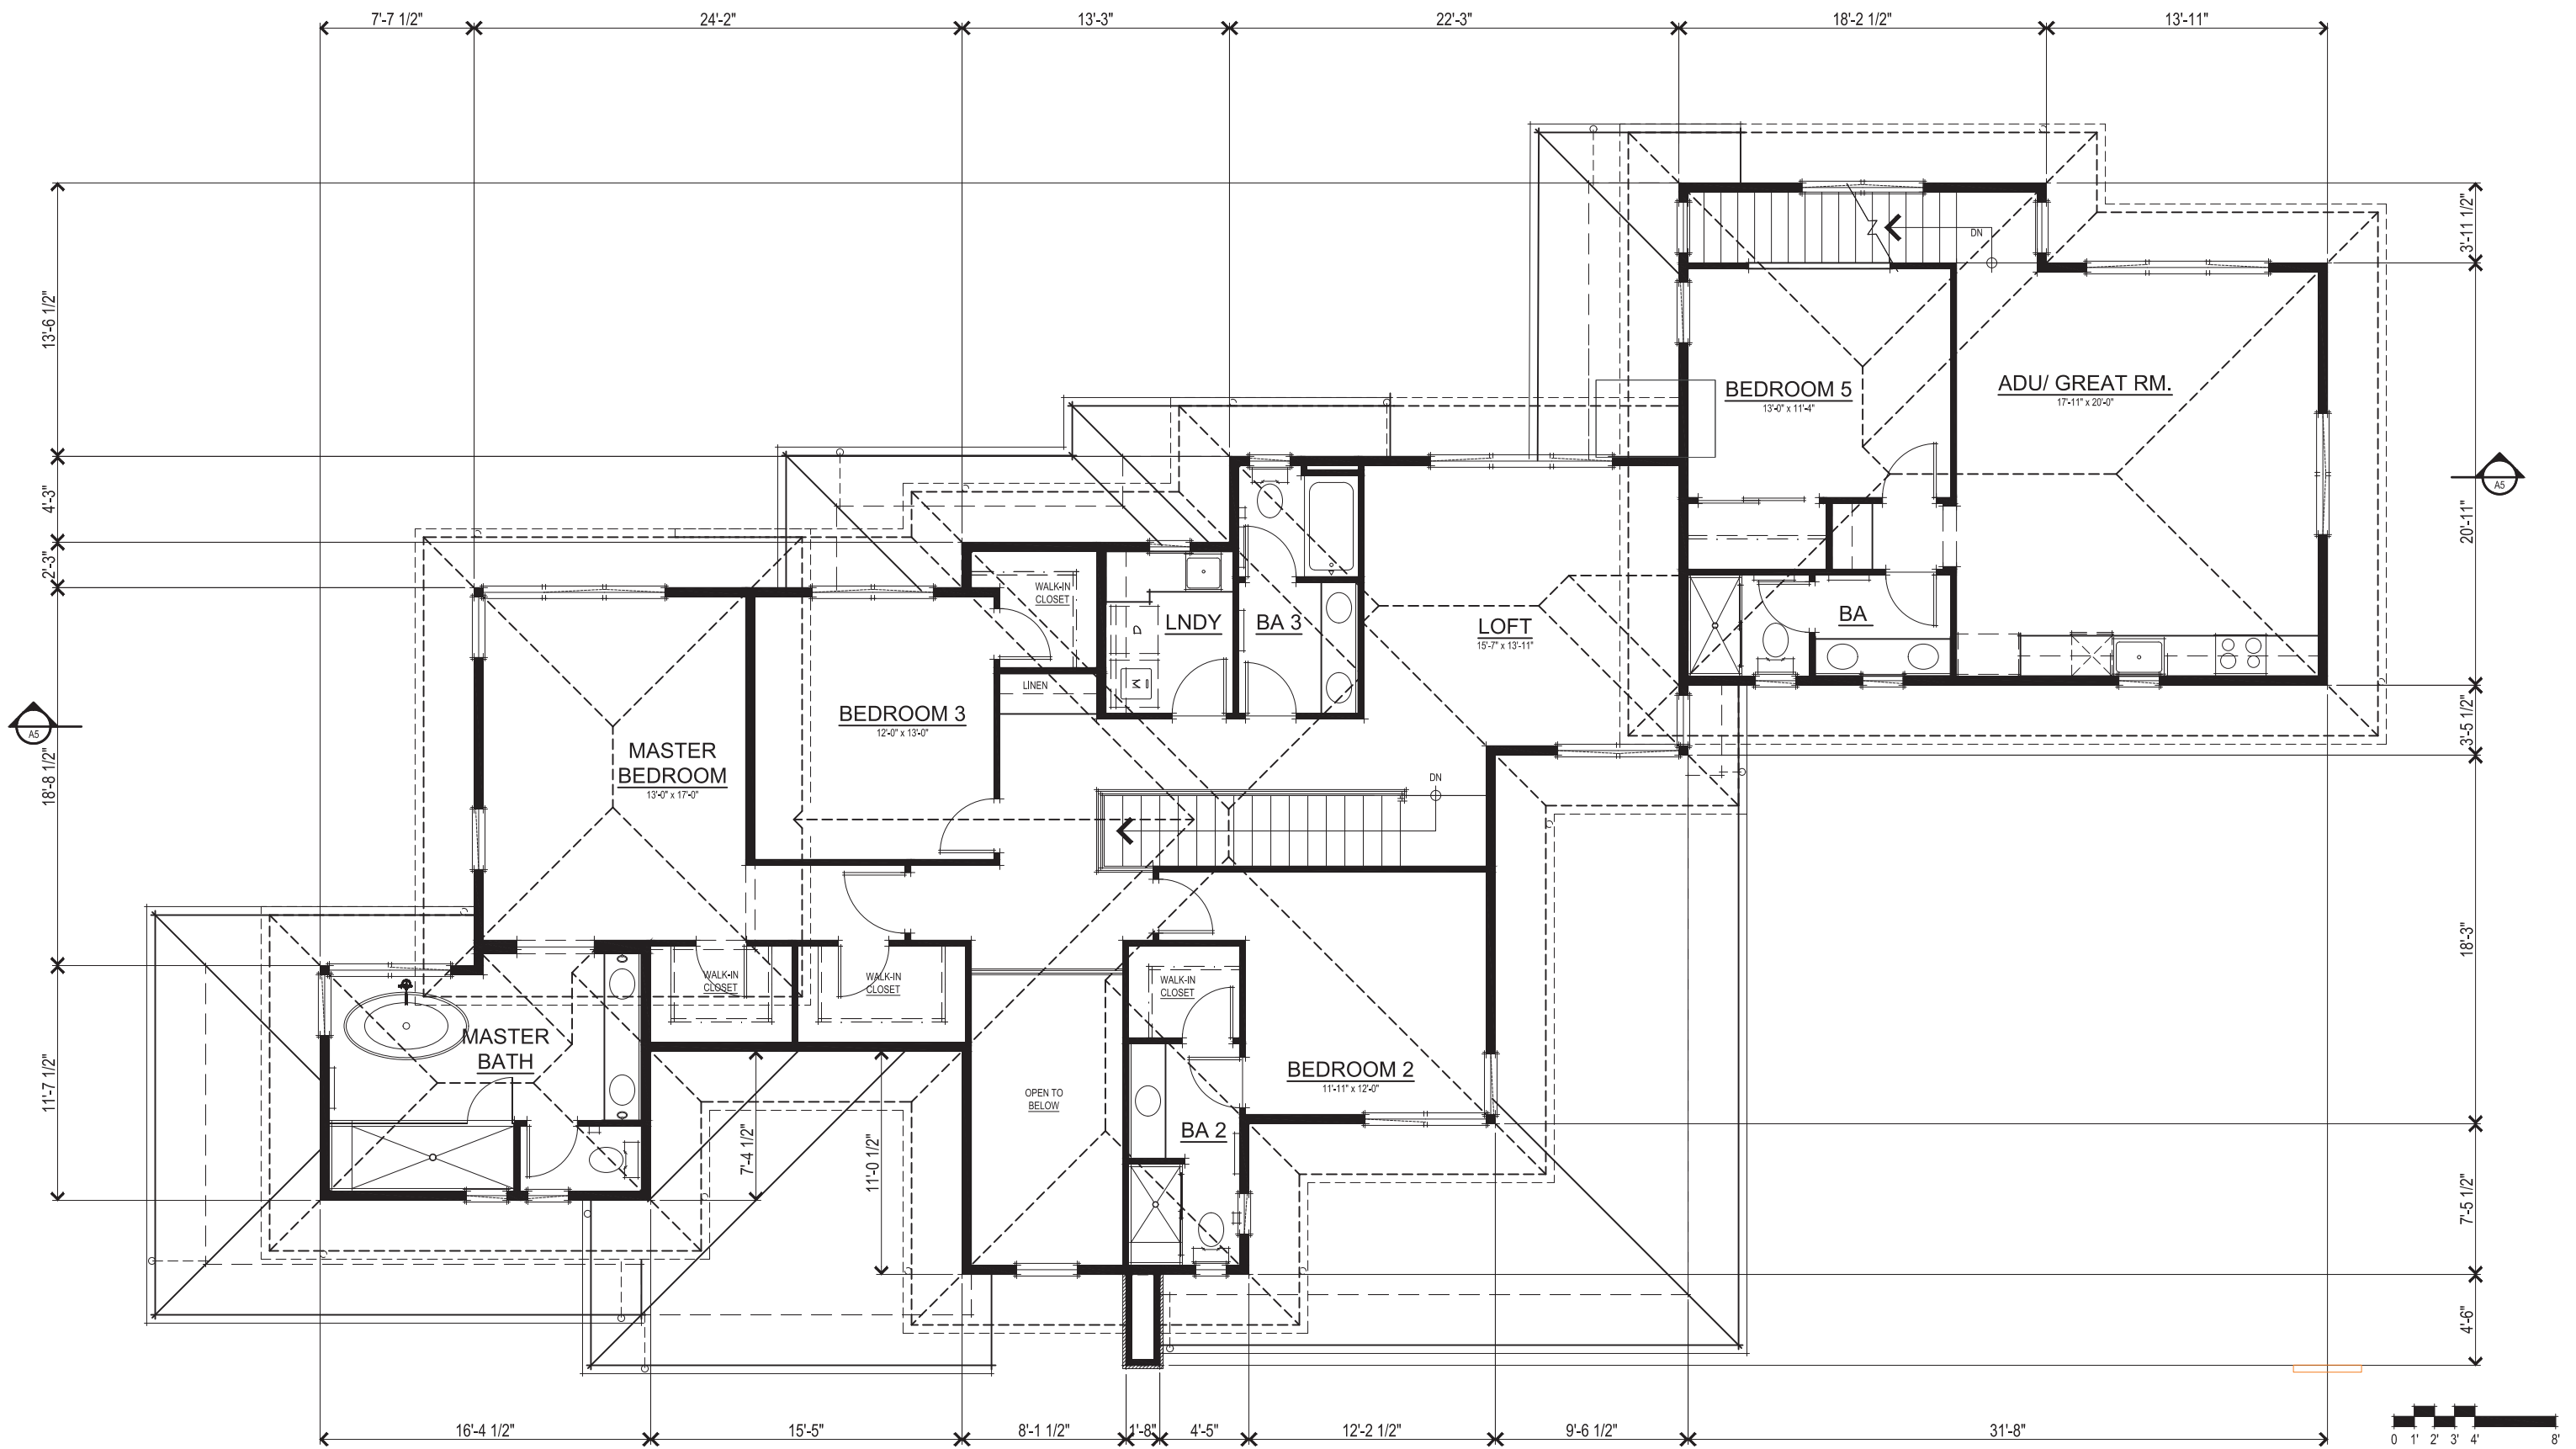 7'-7 1/2"
24'-2"
13'-3"
22'-3"
18'-2 1/2"
13'-11"
13'-6 1/2"
4'-3"
2'-3"
18'-8 1/2"
11'-7 1/2"
3'-11 1/2"
20'-11"
3'-5 1/2"
18'-3"
7'-5 1/2"
4'-6"
A5
A5
DN
BEDROOM 5
13'-0" x 11'-4"
ADU/ GREAT RM.
17'-11" x 20'-0"
WALK-IN
CLOSET
LNDY
D
M
BA 3
LOFT
15'-7" x 13'-11"
BA
LINEN
BEDROOM 3
12'-0" x 13'-0"
MASTER
BEDROOM
13'-0" x 17'-0"
DN
WALK-IN
CLOSET
WALK-IN
CLOSET
WALK-IN
CLOSET
MASTER
BATH
OPEN TO
BELOW
BEDROOM 2
11'-11" x 12'-0"
BA 2
7'-4 1/2"
11'-0 1/2"
16'-4 1/2"
15'-5"
8'-1 1/2"
1'-8"
4'-5"
12'-2 1/2"
9'-6 1/2"
31'-8"
0 1' 2' 3' 4' 8'